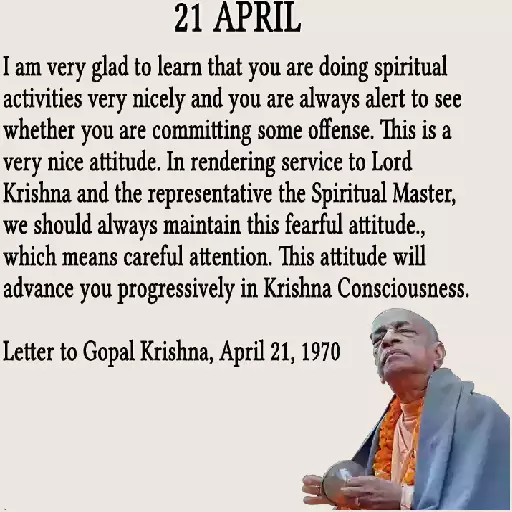 21 APRIL
I am very glad to learn that you are doing spiritual
activities very nicely and you are always alert to see
whether you are committing some offense. This is a
very nice attitude. In rendering service to Lord
Krishna and the representative the Spiritual Master,
we should always maintain this fearful attitude.,
which means careful attention. This attitude will
advance you progressively in Krishna Consciousness.
Letter to Gopal Krishna, April 21, 1970